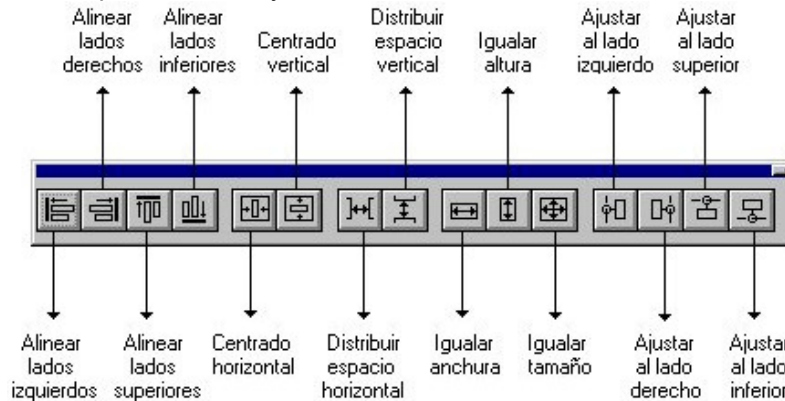 Alinear
lados
derechos
Alinear
lados
inferiores
Centrado
vertical
Distribuir
espacio
vertical
Igualar
altura
Ajustar
al lado
izquierdo
Ajustar
al lado
superior
Alinear
lados
izquierdos
Alinear
lados
superiores
Centrado
horizontal
Distribuir
espacio
horizontal
Igualar
anchura
Igualar
tamaño
Ajustar
al lado
derecho
Ajustar
al lado
inferior